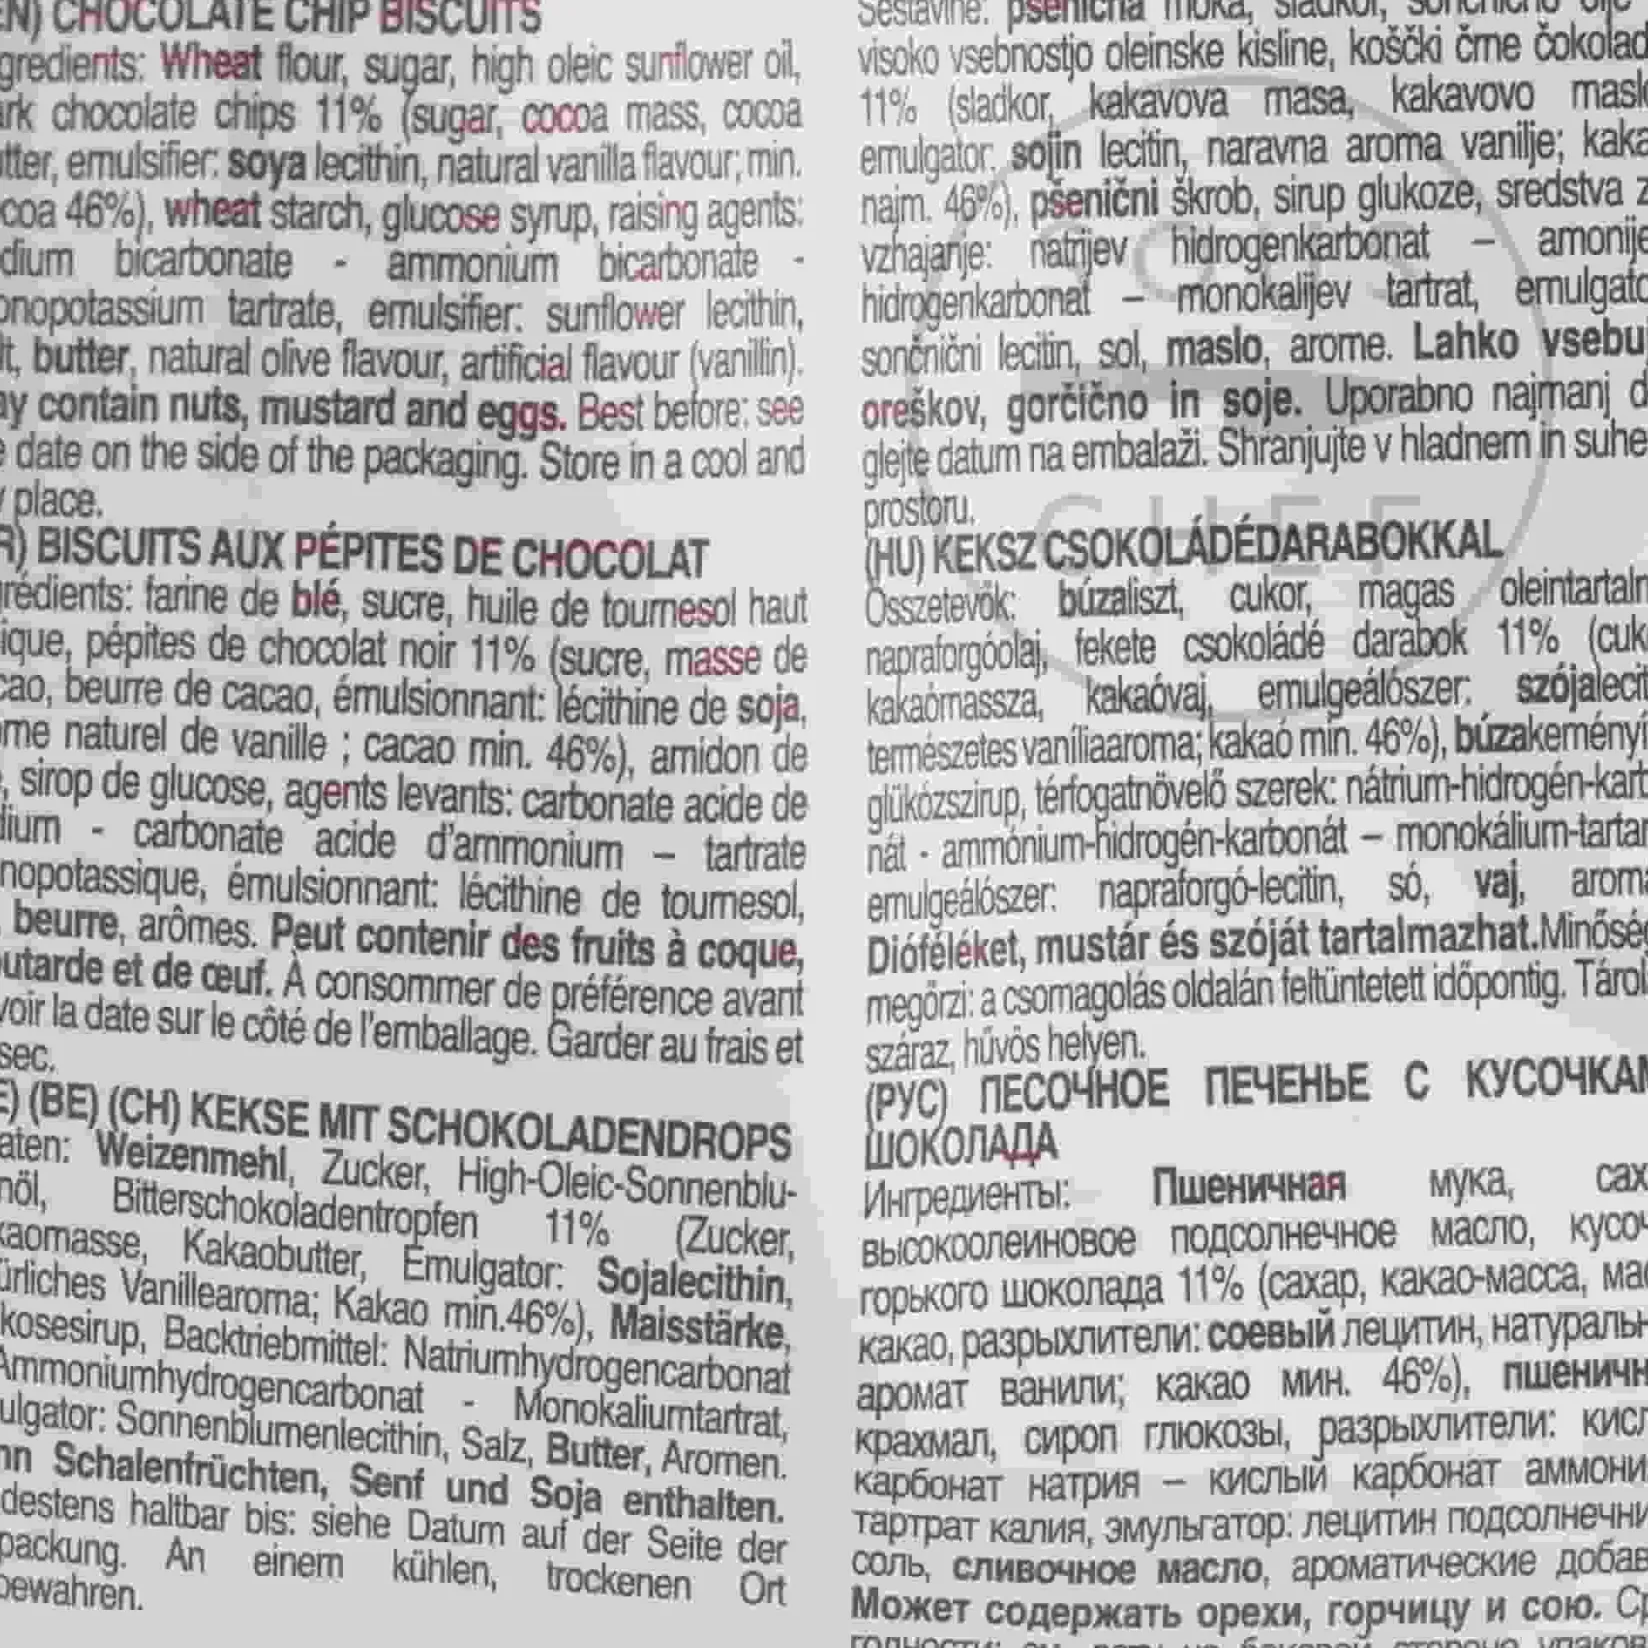 EN) CHOCOLATE CHIP BISCUITS
gredients: Wheat flour, sugar, high oleic sunflower oil,
ark chocolate chips 11% (sugar, cocoa mass, cocoa
utter, emulsifier: soya lecithin, natural vanilla flavour; min.
coa 46%), wheat starch, glucose syrup, raising agents:
dium bicarbonate - ammonium bicarbonate -
onopotassium tartrate, emulsifier: sunflower lecithin,
lt, butter, natural olive flavour, artificial flavour (vanillin).
ay contain nuts, mustard and eggs. Best before: see
e date on the side of the packaging. Store in a cool and
y place.
R) BISCUITS AUX PÉPITES DE CHOCOLAT
grédients: farine de blé, sucre, huile de tournesol haut
ique, pépites de chocolat noir 11% (sucre, masse de
cao, beurre de cacao, émulsionnant: lécithine de soja,
ome naturel de vanille ; cacao min. 46%), amidon de
, sirop de glucose, agents levants: carbonate acide de
dium - carbonate acide d'ammonium – tartrate
nopotassique, émulsionnant: lécithine de tournesol,
, beurre, arômes. Peut contenir des fruits à coque,
outarde et de œuf. À consommer de préférence avant
voir la date sur le côté de l'emballage. Garder au frais et
sec.
E) (BE) (CH) KEKSE MIT SCHOKOLADENDROPS
aten: Weizenmehl, Zucker, High-Oleic-Sonnenblu-
nöl, Bitterschokoladentropfen 11% (Zucker,
kaomasse, Kakaobutter, Emulgator: Sojalecithin,
ürliches Vanillearoma; Kakao min.46%), Maisstärke,
kosesirup, Backtriebmittel: Natriumhydrogencarbonat
Ammoniumhydrogencarbonat - Monokaliumtartrat,
ulgator: Sonnenblumenlecithin, Salz, Butter, Aromen.
nn Schalenfrüchten, Senf und Soja enthalten.
destens haltbar bis: siehe Datum auf der Seite der
packung. An einem kühlen, trockenen Ort
bewahren.
Sestavine: pšenična moka, sladkor, sončnično olje
visoko vsebnostjo oleinske kisline, koščki črne čokolad
11% (sladkor, kakavova masa, kakavovo maslo
emulgator: sojin lecitin, naravna aroma vanilje; kaka
najm. 46%), pšenični škrob, sirup glukoze, sredstva z
vzhajanje: natrijev hidrogenkarbonat – amonije
hidrogenkarbonat – monokalijev tartrat, emulgato
sončnični lecitin, sol, maslo, arome. Lahko vsebu
oreškov, gorčično in soje. Uporabno najmanj d
glejte datum na embalaži. Shranjujte v hladnem in suhe
prostoru.
CHEF
(HU) KEKSZ CSOKOLÁDÉDARABOKKAL
Összetevők: búzaliszt, cukor, magas oleintartalm
napraforgóolaj, fekete csokoládé darabok 11% (cuk
kakaómassza, kakaóvaj, emulgeálószer: szójalecit
természetes vaníliaaroma; kakaó min. 46%), búzakeményí
glükózszirup, térfogatnövelő szerek: nátrium-hidrogén-karb
nát - ammónium-hidrogén-karbonát – monokálium-tartar
emulgeálószer: napraforgó-lecitin, só, vaj, aroma
Dióféléket, mustár és szóját tartalmazhat.Minőség
megőrzi: a csomagolás oldalán feltüntetett időpontig. Tárol
száraz, hűvös helyen.
(РУС) ПЕСОЧНОЕ ПЕЧЕНЬЕ С КУСОЧКАМ
ШОКОЛАДА
Ингредиенты: Пшеничная мука, сах
высокоолеиновое подсолнечное масло, кусоч
горького шоколада 11% (сахар, какао-масса, мас
какао, разрыхлители: соевый лецитин, натуральн
аромат ванили; какао мин. 46%), пшеничн
крахмал, сироп глюкозы, разрыхлители: кисл
карбонат натрия – кислый карбонат аммони
тартрат калия, эмульгатор: лецитин подсолнечни
соль, сливочное масло, ароматические добав
Может содержать орехи, горчицу и сою. Ср